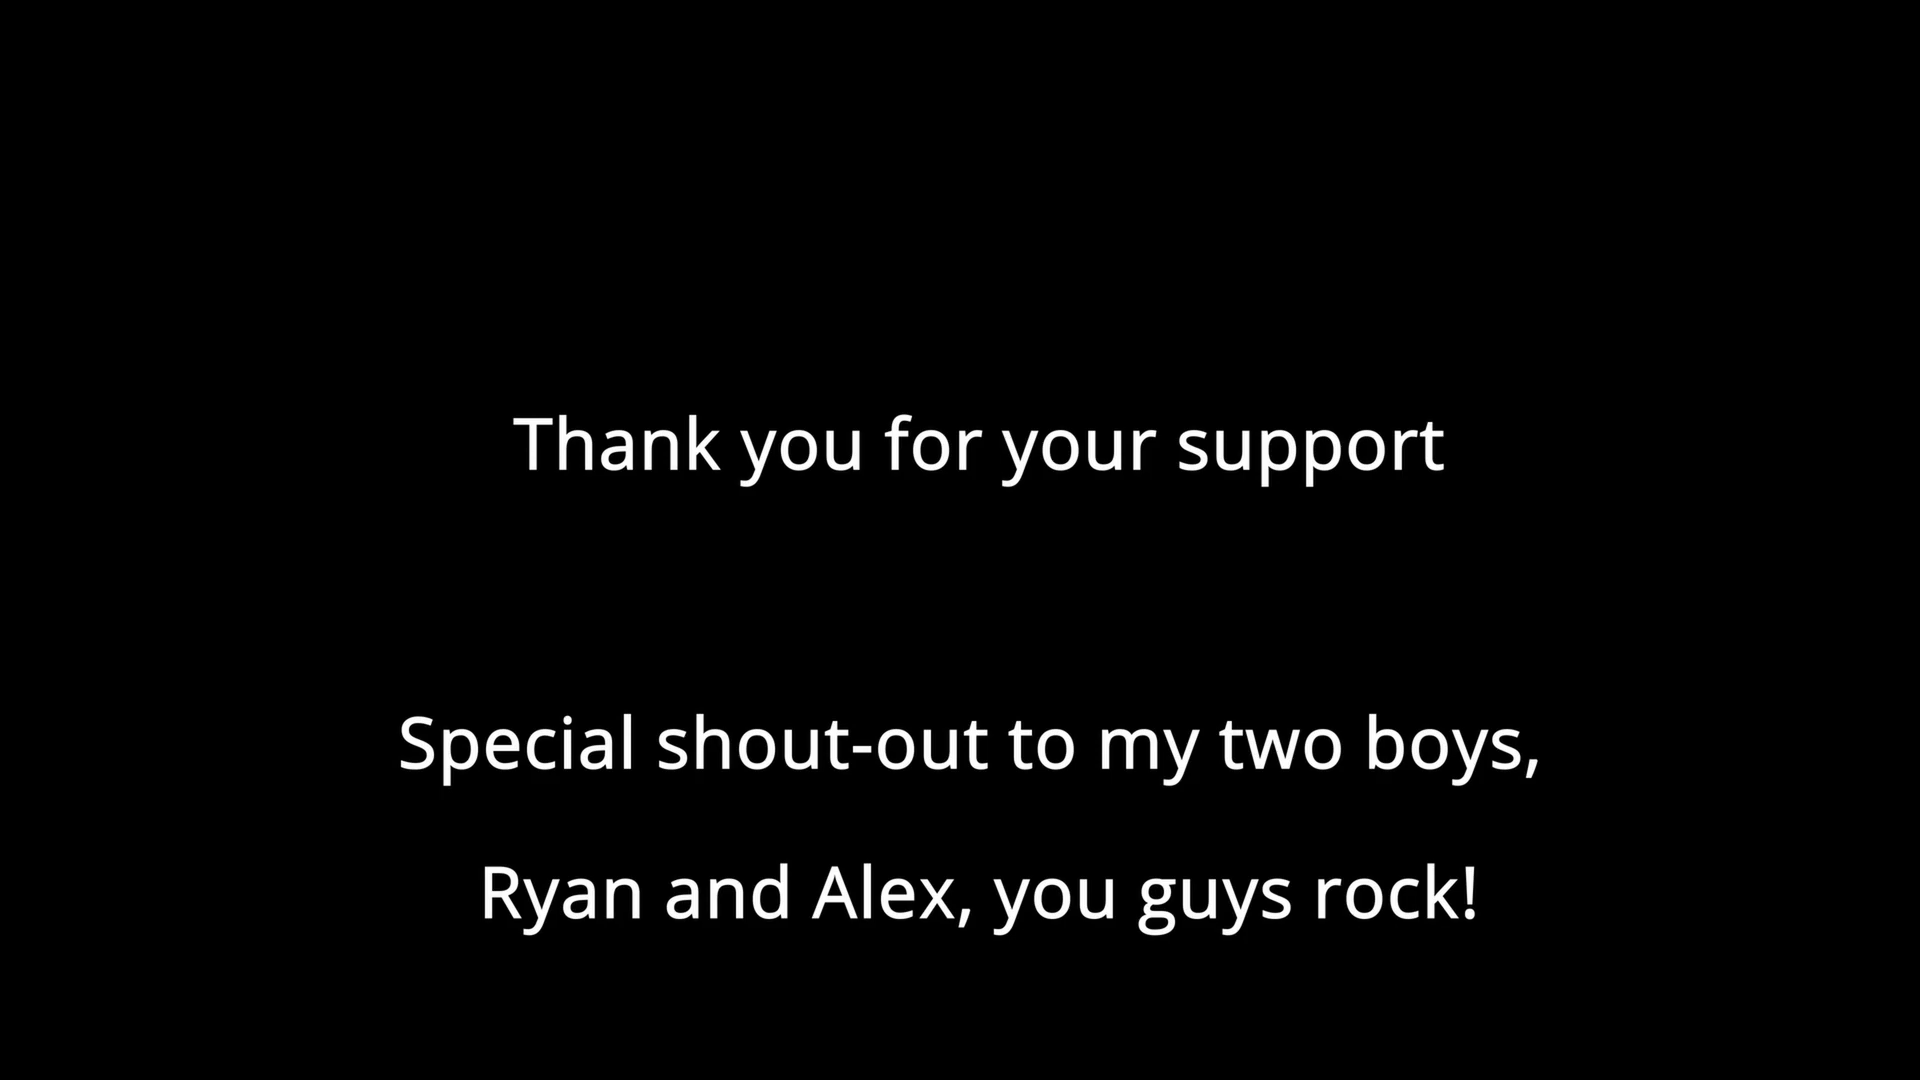 Thank you for your support
Special shout-out to my two boys,
Ryan and Alex, you guys rock!